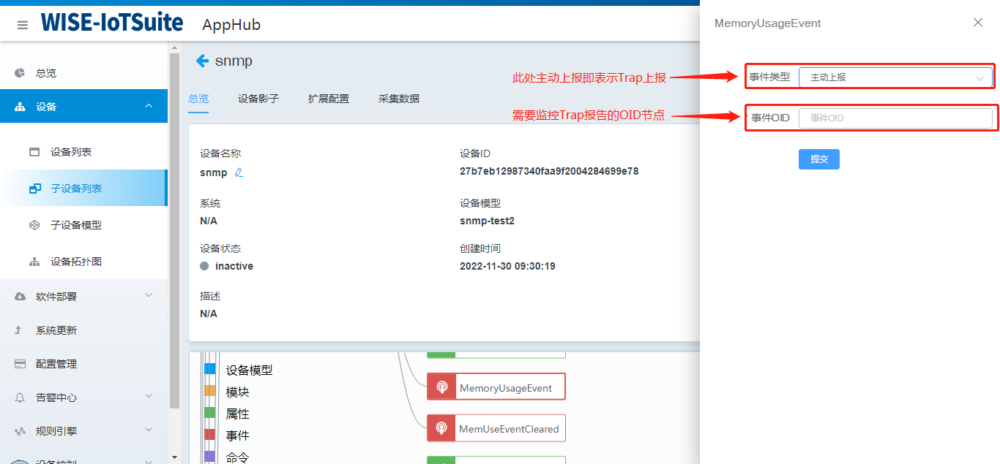 WISE-IoTSuite AppHub
总览
设备
设备列表
子设备列表
子设备模型
设备拓扑图
软件部署
系统更新
配置管理
告警中心
规则引擎
设备控制
snmp
总览 设备影子 扩展配置 采集数据
设备名称
snmp
设备ID
27b7eb12987340faa9f2004284699e78
系统
N/A
设备模型
snmp-test2
设备状态
inactive
创建时间
2022-11-30 09:30:19
描述
N/A
设备模型
模块
属性
事件
命令
MemoryUsageEvent
MemUseEventCleared
此处主动上报即表示Trap上报
需要监控Trap报告的OID节点
MemoryUsageEvent
事件类型 主动上报
事件OID 事件OID
提交